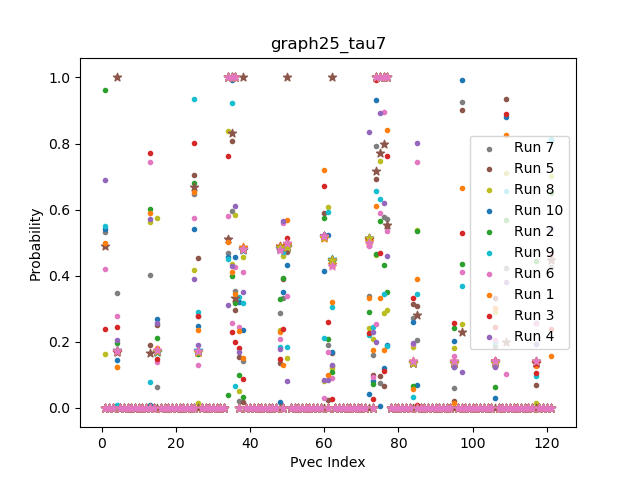 graph25_tau7
1.0
0.8
0.6
0.4
0.2
0.0
Probability
0
20
40
60
80
100
120
Pvec Index
Run 7
Run 5
Run 8
Run 10
Run 2
Run 9
Run 6
Run 1
Run 3
Run 4